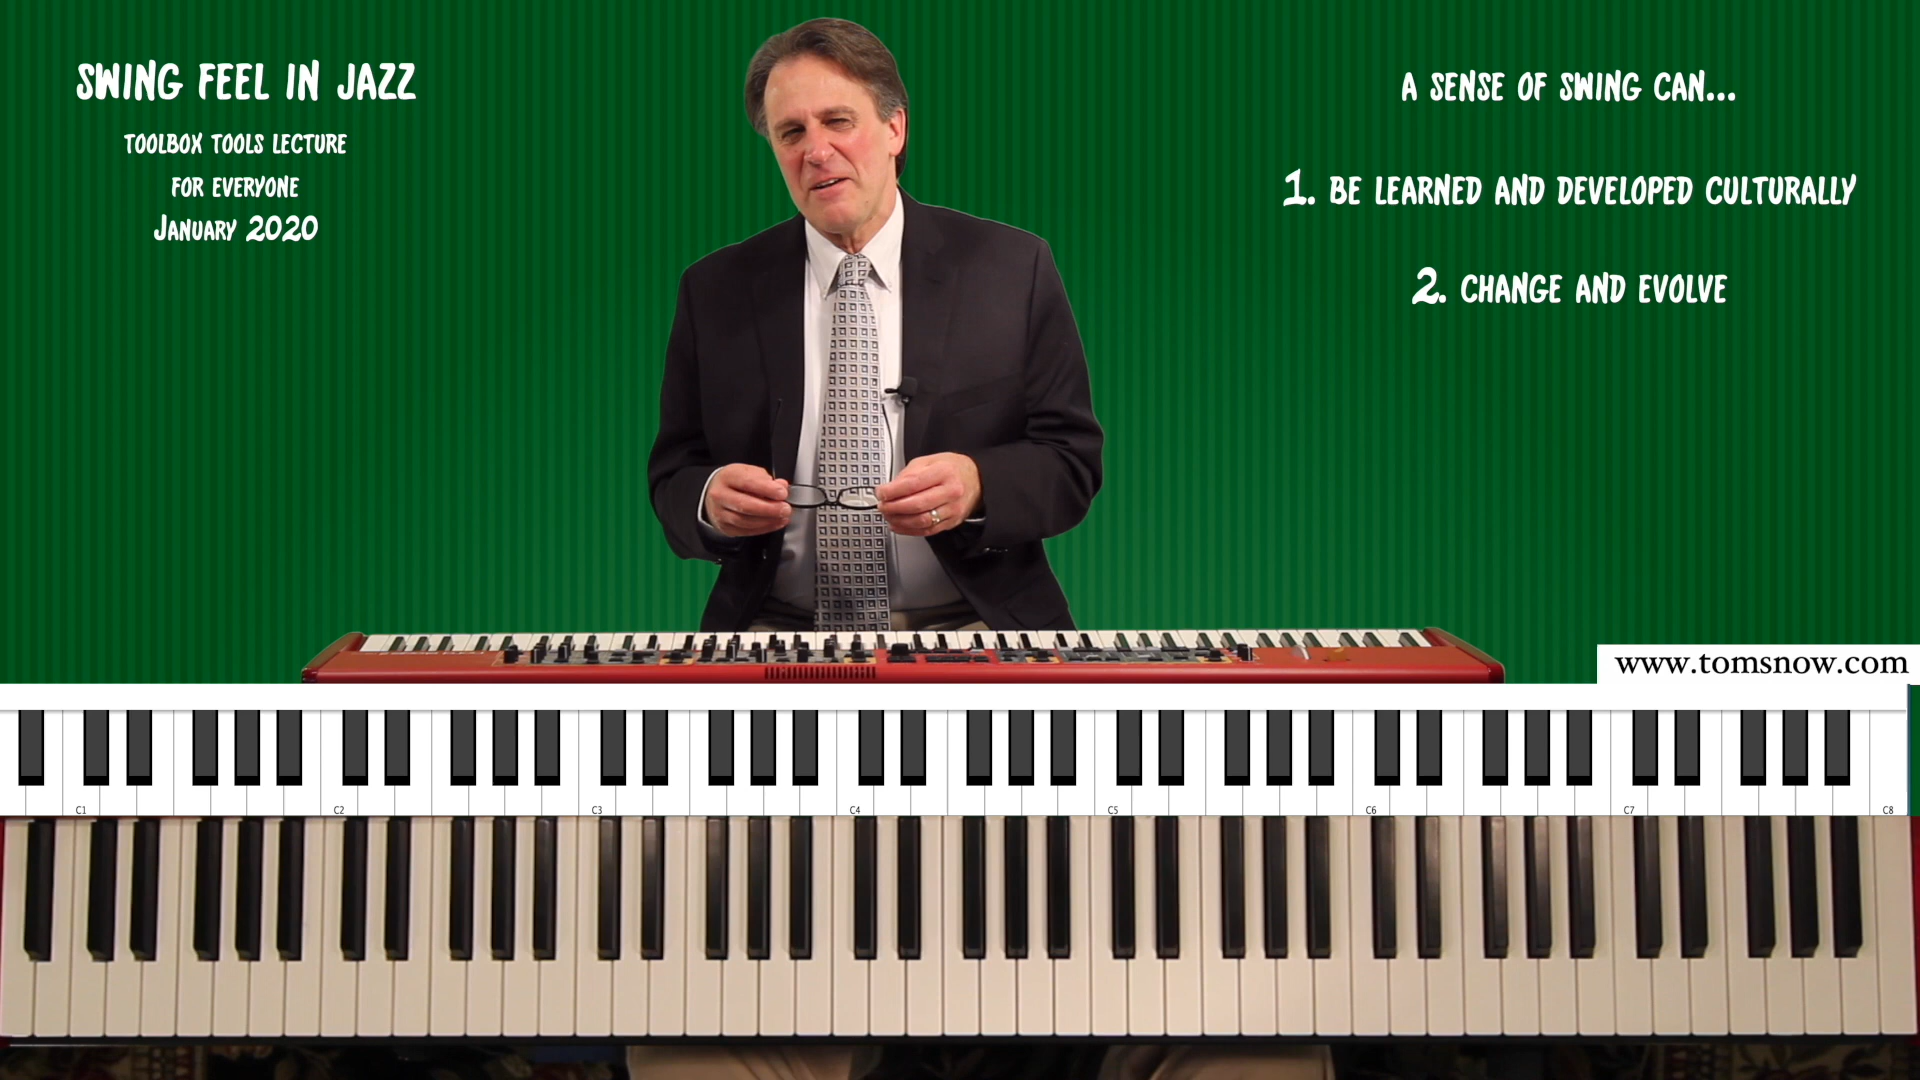 SWING FEEL IN JAZZ
TOOLBOX TOOLS LECTURE
FOR EVERYONE
JANUARY 2020
A SENSE OF SWING CAN...
1. BE LEARNED AND DEVELOPED CULTURALLY
2. CHANGE AND EVOLVE
www.tomsnow.com
C1 C2 C3 C4 C5 C6 C7 C8